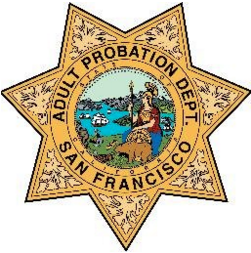 ADULT PROBATION DEPT.
SAN FRANCISCO